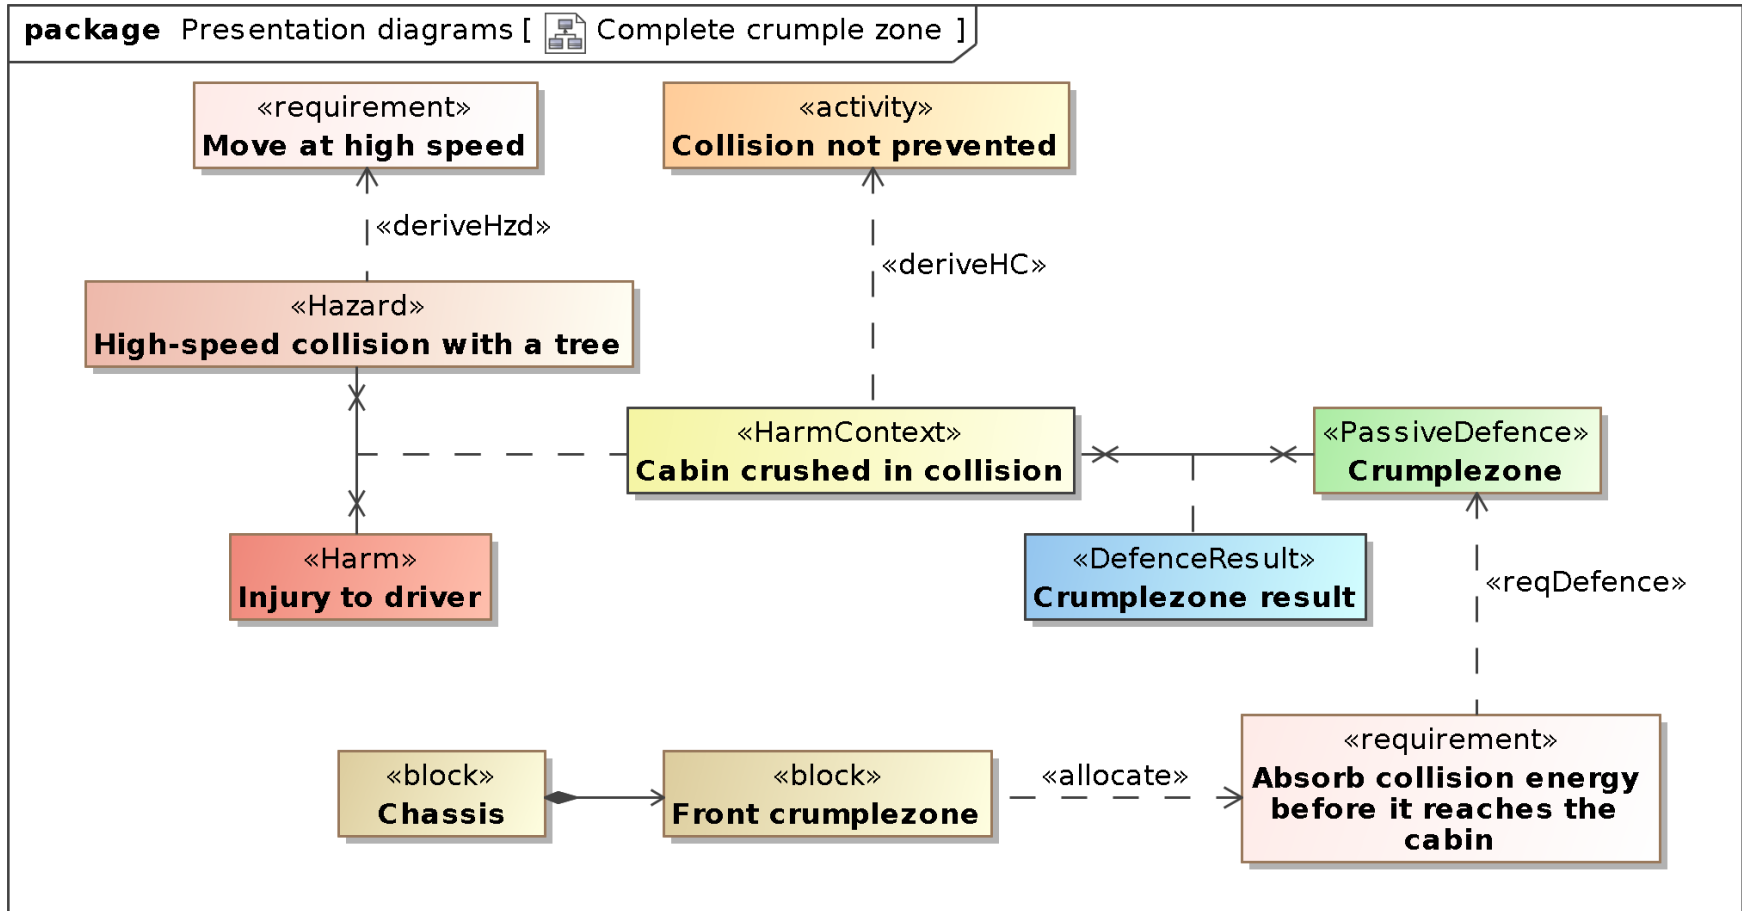 package Presentation diagrams [ Complete crumple zone ]
«requirement»
Move at high speed
«activity»
Collision not prevented
«deriveHzd»
«deriveHC»
«Hazard»
High-speed collision with a tree
«HarmContext»
Cabin crushed in collision
«PassiveDefence»
Crumplezone
«Harm»
Injury to driver
«DefenceResult»
Crumplezone result
«reqDefence»
«block»
Chassis
«block»
Front crumplezone
«allocate»
«requirement»
Absorb collision energy
before it reaches the
cabin